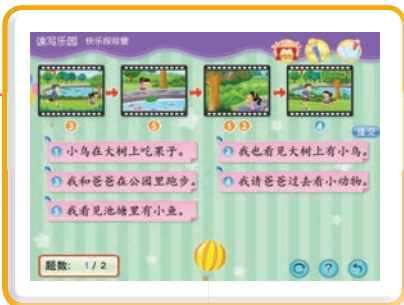 读写乐园 快乐探险营
③ ⑤ ① ② ④
课文
① 小鸟在大树上吃果子。
② 我也看见大树上有小鸟。
③ 我和爸爸在公园里跑步。
④ 我请爸爸过去看小动物。
⑤ 我看见池塘里有小鱼。
题数: 1 / 2
?